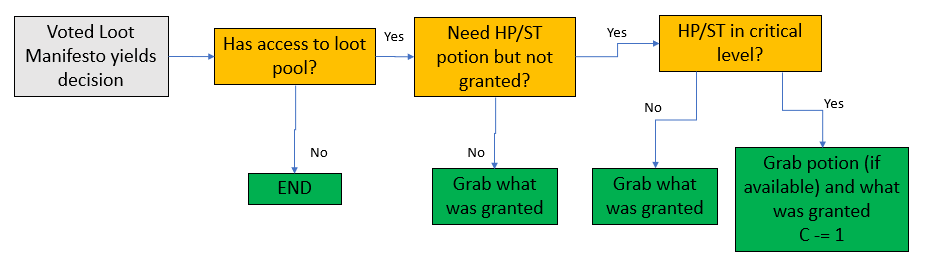 Voted Loot
Manifesto yields
decision
Has access to loot
pool?
Yes
Need HP/ST
potion but not
granted?
Yes
HP/ST in critical
level?
No
END
No
Grab what
was granted
No
Grab what
was granted
Yes
Grab potion (if
available) and what
was granted
C -= 1